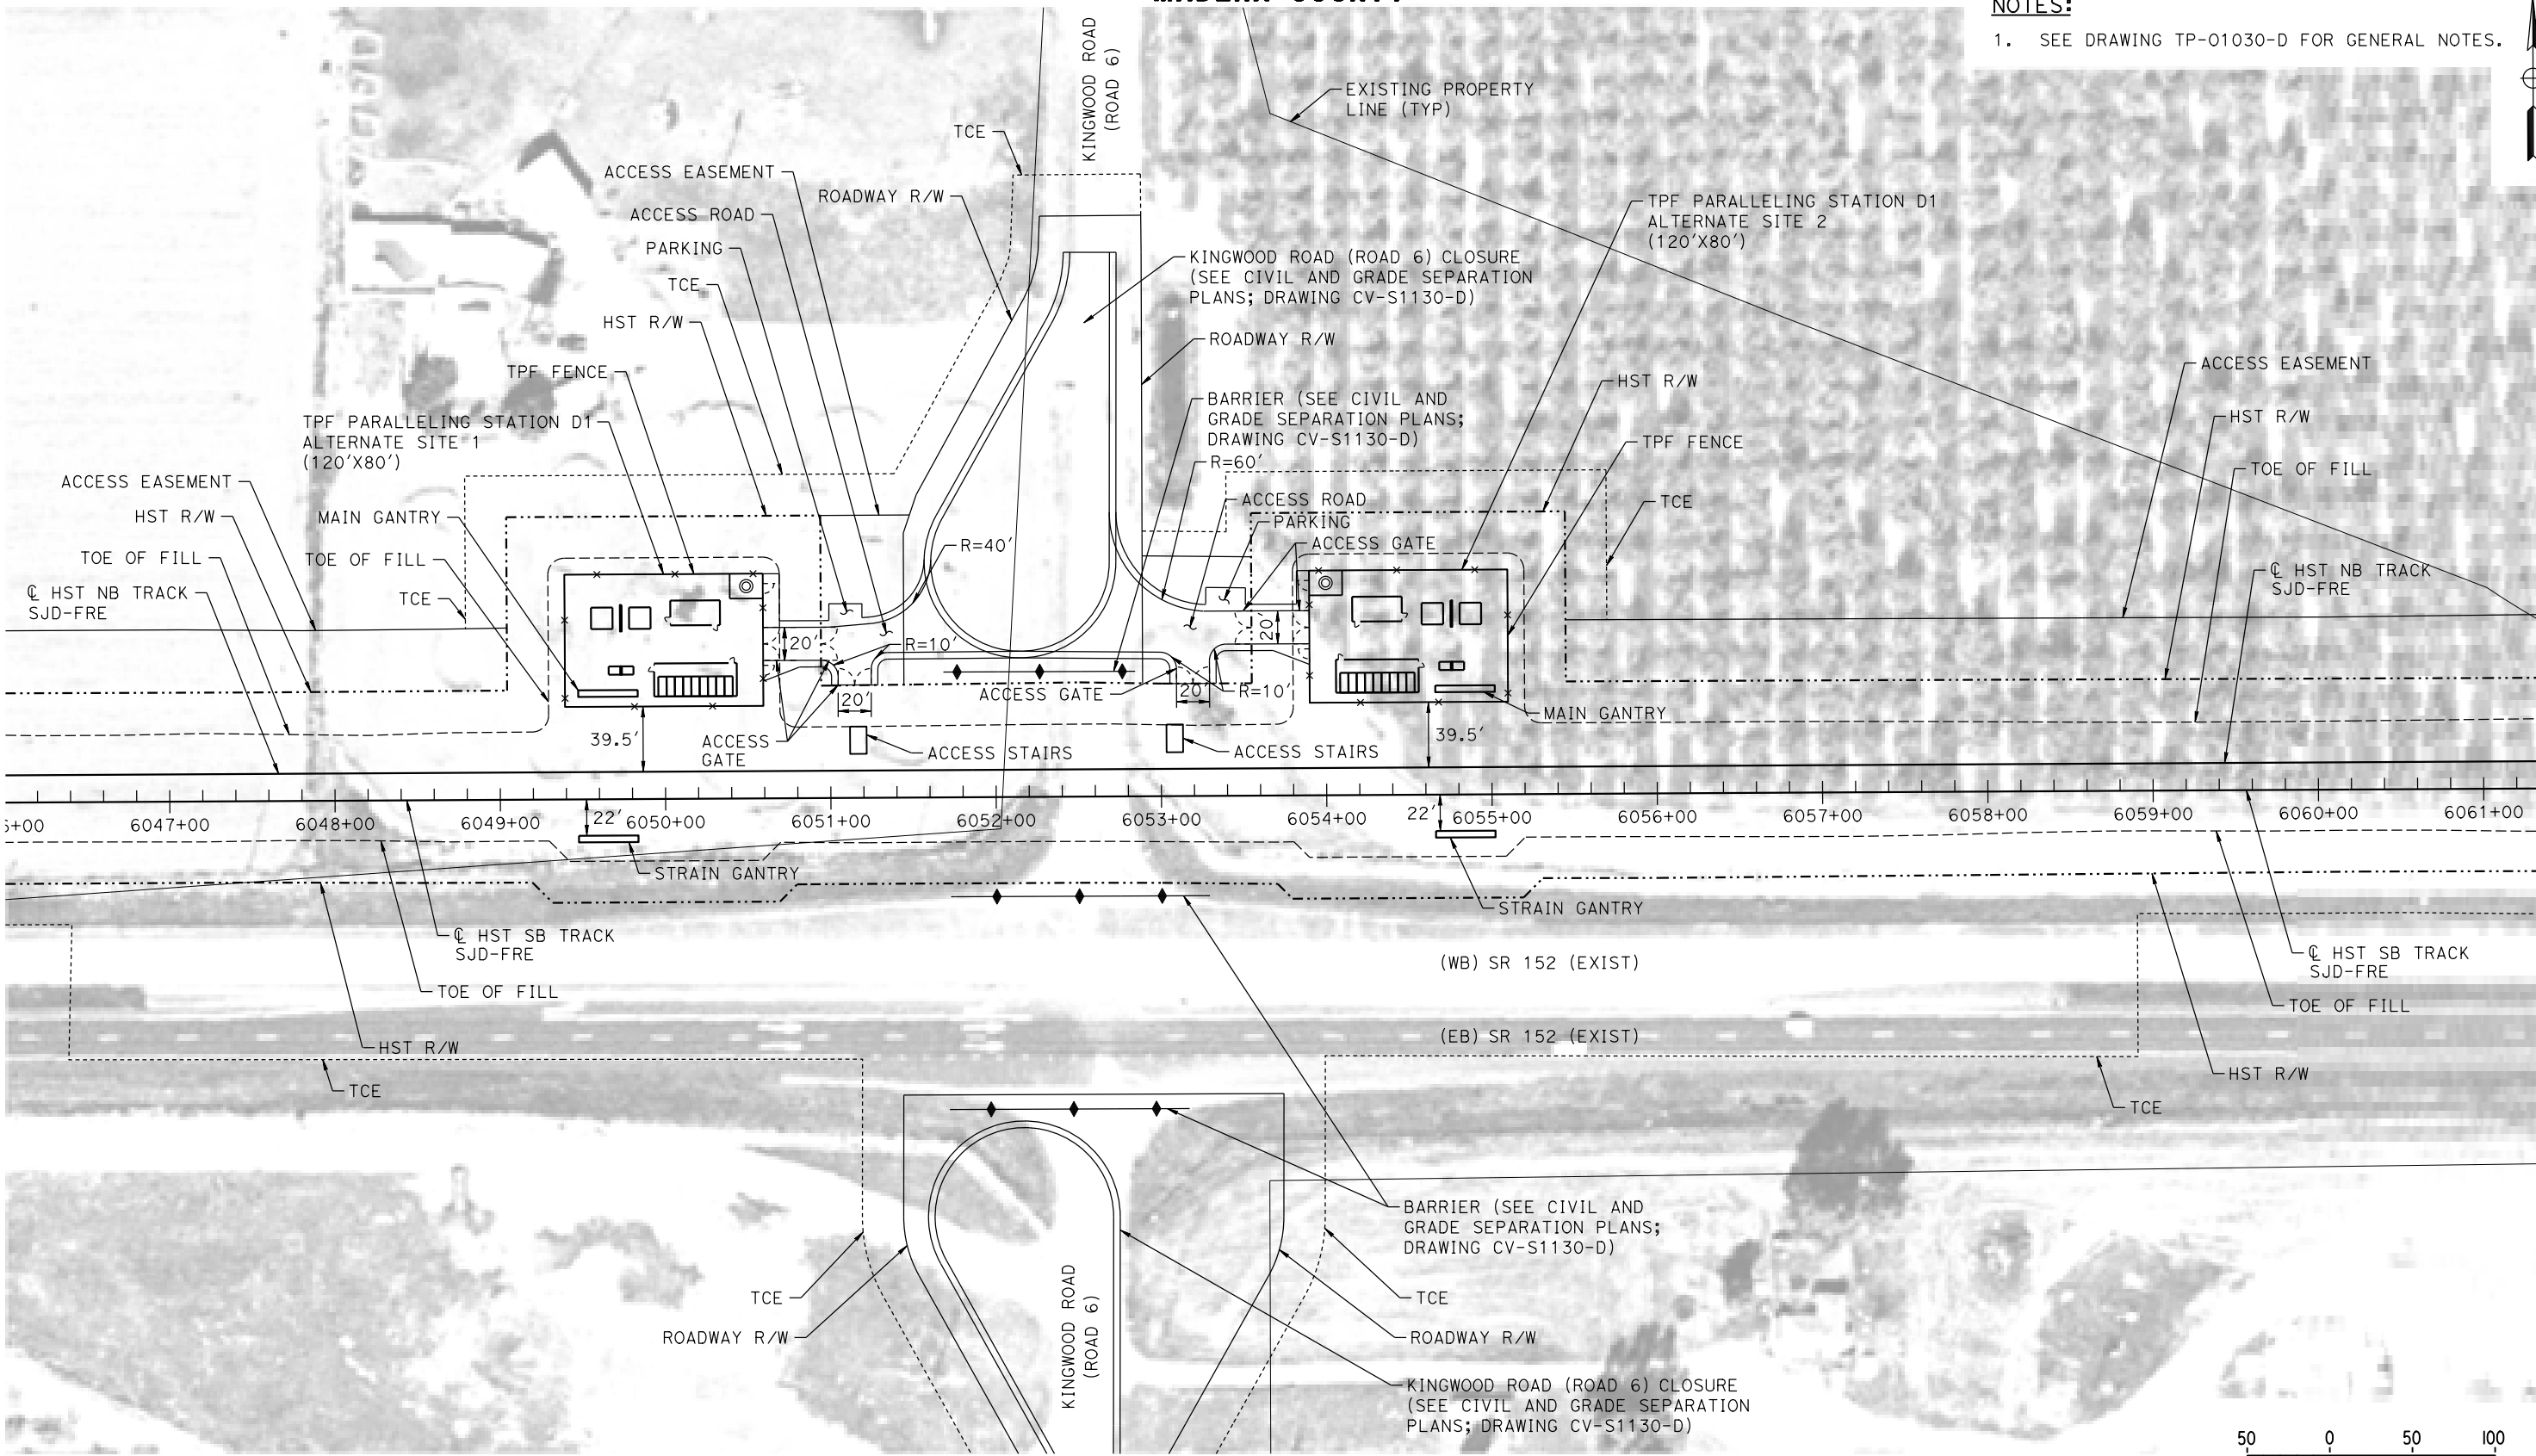 NOTES:
1. SEE DRAWING TP-01030-D FOR GENERAL NOTES.
KINGWOOD ROAD
(ROAD 6)
EXISTING PROPERTY
LINE (TYP)
TCE
ACCESS EASEMENT
ROADWAY R/W
ACCESS ROAD
PARKING
TCE
HST R/W
TPF FENCE
TPF PARALLELING STATION D1
ALTERNATE SITE 1
(120'X80')
KINGWOOD ROAD (ROAD 6) CLOSURE
(SEE CIVIL AND GRADE SEPARATION
PLANS; DRAWING CV-S1130-D)
ROADWAY R/W
BARRIER (SEE CIVIL AND
GRADE SEPARATION PLANS;
DRAWING CV-S1130-D)
R=60'
ACCESS ROAD
PARKING
ACCESS GATE
TPF PARALLELING STATION D1
ALTERNATE SITE 2
(120'X80')
HST R/W
TPF FENCE
TCE
ACCESS EASEMENT
HST R/W
TOE OF FILL
℄ HST NB TRACK
SJD-FRE
ACCESS EASEMENT
HST R/W
TOE OF FILL
℄ HST NB TRACK
SJD-FRE
MAIN GANTRY
TOE OF FILL
TCE
R=40'
20'
R=10'
20'
20'
R=10'
20'
ACCESS GATE
MAIN GANTRY
39.5'
ACCESS
GATE
ACCESS STAIRS
ACCESS STAIRS
39.5'
6047+00
6048+00
6049+00
22'
6050+00
6051+00
6052+00
6053+00
6054+00
22'
6055+00
6056+00
6057+00
6058+00
6059+00
6060+00
6061+00
STRAIN GANTRY
STRAIN GANTRY
℄ HST SB TRACK
SJD-FRE
TOE OF FILL
HST R/W
TCE
(WB) SR 152 (EXIST)
(EB) SR 152 (EXIST)
℄ HST SB TRACK
SJD-FRE
TOE OF FILL
HST R/W
TCE
BARRIER (SEE CIVIL AND
GRADE SEPARATION PLANS;
DRAWING CV-S1130-D)
TCE
ROADWAY R/W
KINGWOOD ROAD
(ROAD 6)
TCE
ROADWAY R/W
KINGWOOD ROAD (ROAD 6) CLOSURE
(SEE CIVIL AND GRADE SEPARATION
PLANS; DRAWING CV-S1130-D)
50 0 50 100